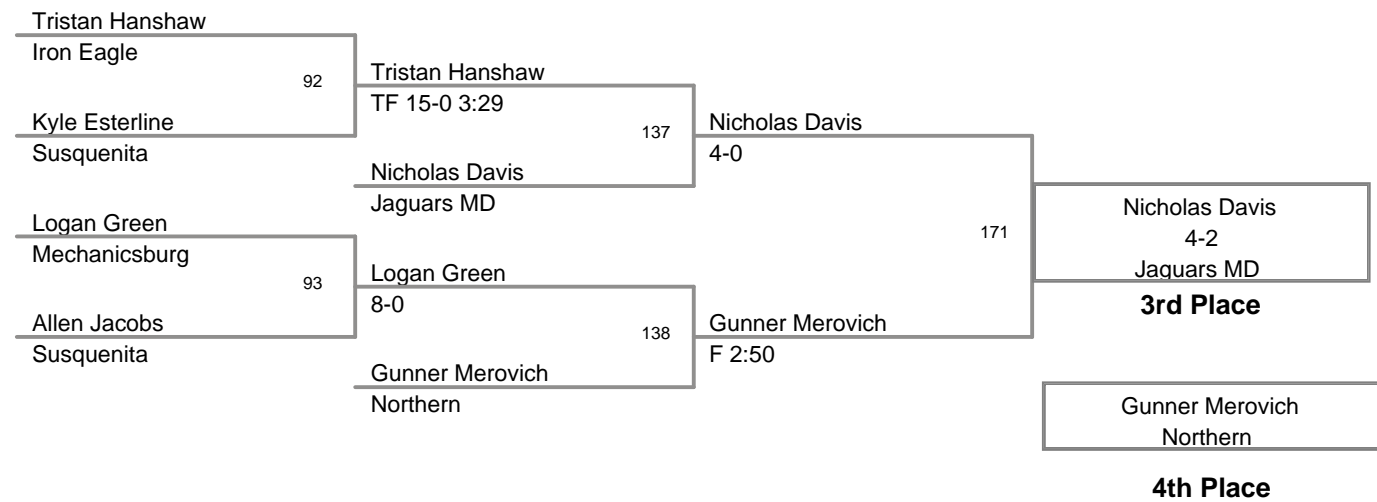 Tristan Hanshaw
Iron Eagle
92
Kyle Esterline
Susquenita
Logan Green
Mechanicsburg
93
Allen Jacobs
Susquenita
Tristan Hanshaw
TF 15-0 3:29
137
Nicholas Davis
Jaguars MD
Logan Green
8-0
138
Gunner Merovich
Northern
Nicholas Davis
4-0
171
Gunner Merovich
F 2:50
Nicholas Davis
4-2
Jaguars MD
3rd Place
Gunner Merovich
Northern
4th Place